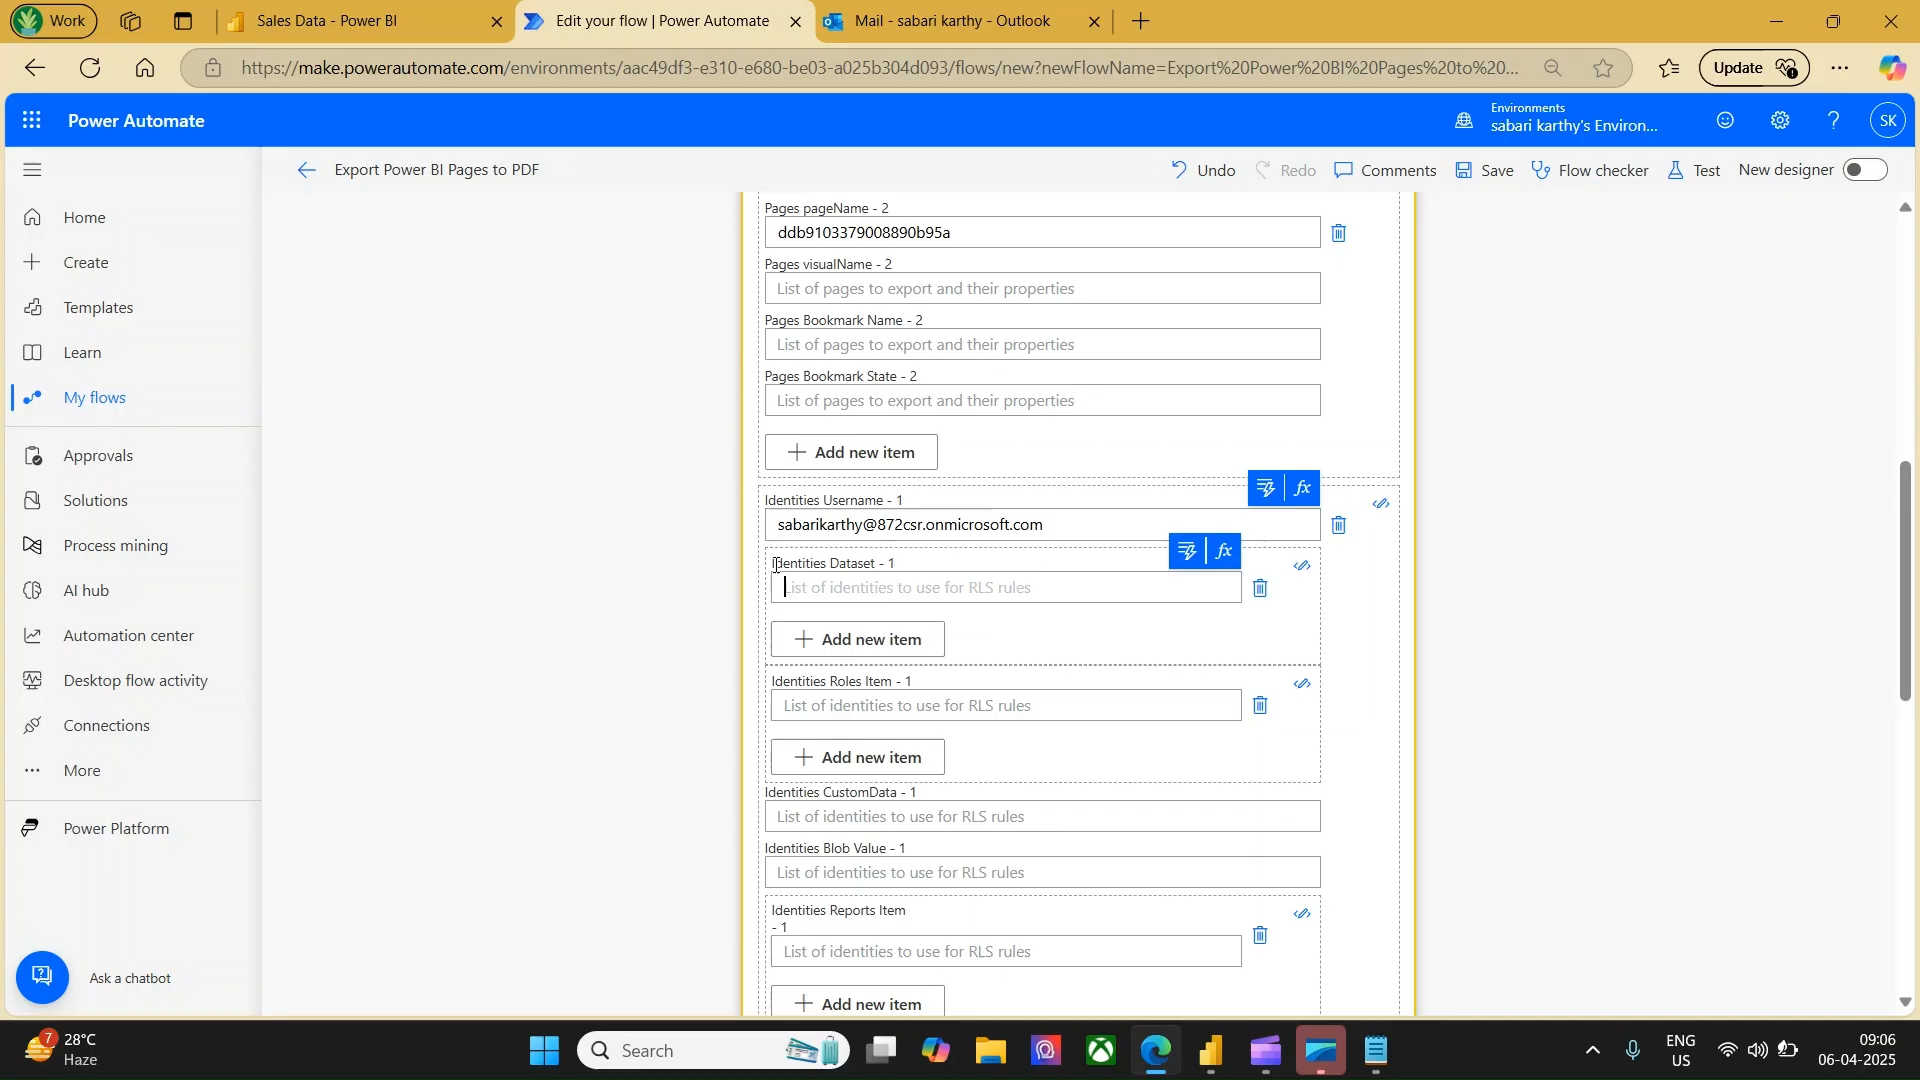 Work
Sales Data - Power BI
Edit your flow | Power Automate
Mail - sabari karthy - Outlook
https://make.powerautomate.com/environments/aac49df3-e310-e680-be03-a025b304d093/flows/new?newFlowName=Export%20Power%20BI%20Pages%20to%20...
Update
Power Automate
Environments
sabari karthy's Environ...
SK
Export Power BI Pages to PDF
Undo
Redo
Comments
Save
Flow checker
Test
New designer
Home
Create
Templates
Learn
My flows
Approvals
Solutions
Process mining
AI hub
Automation center
Desktop flow activity
Connections
More
Power Platform
Ask a chatbot
Pages pageName - 2
ddb9103379008890b95a
Pages visualName - 2
List of pages to export and their properties
Pages Bookmark Name - 2
List of pages to export and their properties
Pages Bookmark State - 2
List of pages to export and their properties
Add new item
Identities Username - 1
fx
sabarikarthy@872csr.onmicrosoft.com
Identities Dataset - 1
fx
List of identities to use for RLS rules
Add new item
Identities Roles Item - 1
List of identities to use for RLS rules
Add new item
Identities CustomData - 1
List of identities to use for RLS rules
Identities Blob Value - 1
List of identities to use for RLS rules
Identities Reports Item
- 1
List of identities to use for RLS rules
Add new item
7
28°C
Haze
Search
ENG
US
09:06
06-04-2025